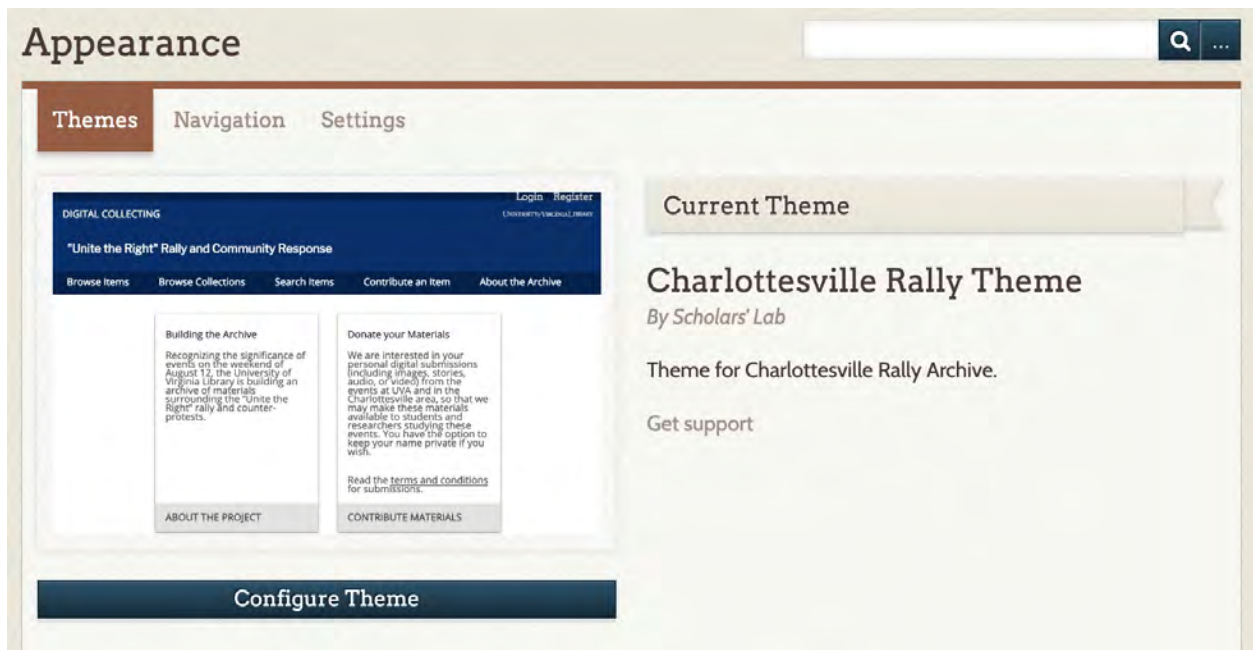 Appearance
...
Themes Navigation Settings
Login Register
DIGITAL COLLECTING
UNIVERSITY of VIRGINIA LIBRARY
"Unite the Right" Rally and Community Response
Browse Items Browse Collections Search Items Contribute an Item About the Archive
Building the Archive
Recognizing the significance of
events on the weekend of
August 12, the University of
Virginia Library is building an
archive of materials
surrounding the "Unite the
Right" rally and counter-
protests.
ABOUT THE PROJECT
Donate your Materials
We are interested in your
personal digital submissions
(including images, stories,
audio, or video) from the
events at UVA and in the
Charlottesville area, so that we
may make these materials
available to students and
researchers studying these
events. You have the option to
keep your name private if you
wish.
Read the terms and conditions
for submissions.
CONTRIBUTE MATERIALS
Configure Theme
Current Theme
Charlottesville Rally Theme
By Scholars' Lab
Theme for Charlottesville Rally Archive.
Get support